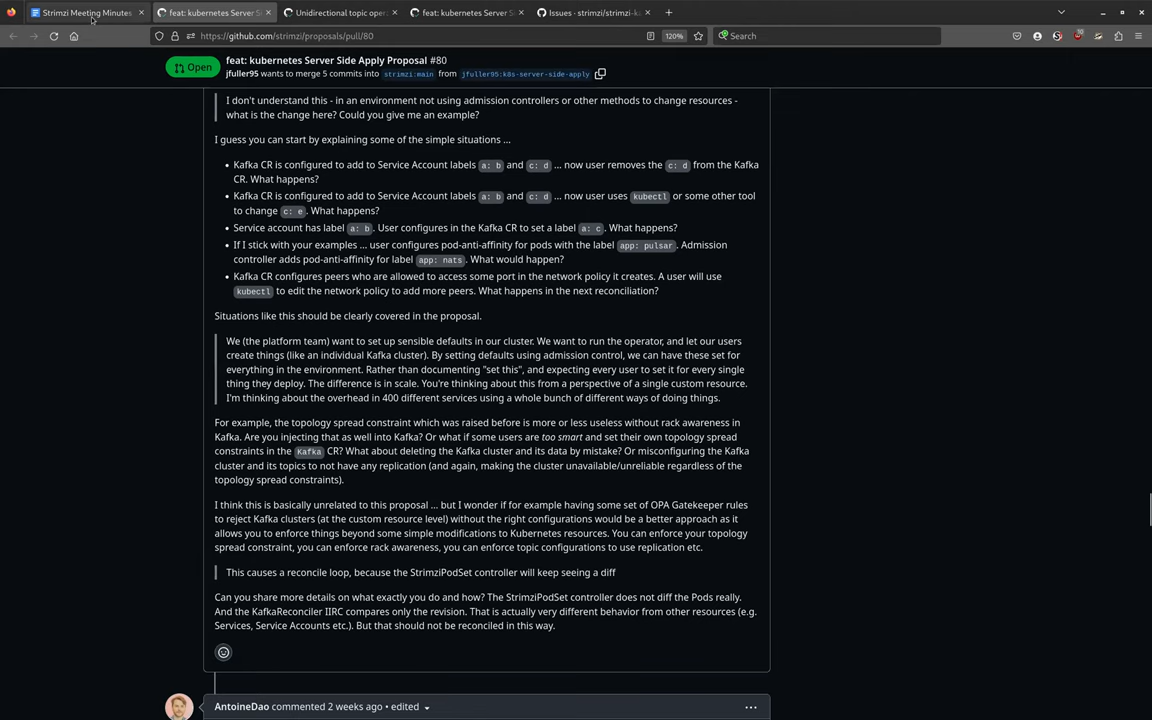 Strimzi Meeting Minutes
feat: kubernetes Server S
Unidirectional topic oper
feat: kubernetes Server S
Issues · strimzi/strimzi-k
https://github.com/strimzi/proposals/pull/80
120%
Search
Open
feat: kubernetes Server Side Apply Proposal #80
jfuller95 wants to merge 5 commits into strimzi:main from jfuller95:k8s-server-side-apply
I don't understand this - in an environment not using admission controllers or other methods to change resources -
what is the change here? Could you give me an example?
I guess you can start by explaining some of the simple situations ...
• Kafka CR is configured to add to Service Account labels a: b and c: d ... now user removes the c: d from the Kafka
CR. What happens?
• Kafka CR is configured to add to Service Account labels a: b and c: d ... now user uses kubectl or some other tool
to change c: e . What happens?
• Service account has label a: b . User configures in the Kafka CR to set a label a: c . What happens?
• If I stick with your examples ... user configures pod-anti-affinity for pods with the label app: pulsar . Admission
controller adds pod-anti-affinity for label app: nats . What would happen?
• Kafka CR configures peers who are allowed to access some port in the network policy it creates. A user will use
kubectl to edit the network policy to add more peers. What happens in the next reconciliation?
Situations like this should be clearly covered in the proposal.
We (the platform team) want to set up sensible defaults in our cluster. We want to run the operator, and let our users
create things (like an individual Kafka cluster). By setting defaults using admission control, we can have these set for
everything in the environment. Rather than documenting "set this", and expecting every user to set it for every single
thing they deploy. The difference is in scale. You're thinking about this from a perspective of a single custom resource.
I'm thinking about the overhead in 400 different services using a whole bunch of different ways of doing things.
For example, the topology spread constraint which was raised before is more or less useless without rack awareness in
Kafka. Are you injecting that as well into Kafka? Or what if some users are too smart and set their own topology spread
constraints in the Kafka CR? What about deleting the Kafka cluster and its data by mistake? Or misconfiguring the Kafka
cluster and its topics to not have any replication (and again, making the cluster unavailable/unreliable regardless of the
topology spread constraints).
I think this is basically unrelated to this proposal ... but I wonder if for example having some set of OPA Gatekeeper rules
to reject Kafka clusters (at the custom resource level) without the right configurations would be a better approach as it
allows you to enforce things beyond some simple modifications to Kubernetes resources. You can enforce your topology
spread constraint, you can enforce rack awareness, you can enforce topic configurations to use replication etc.
This causes a reconcile loop, because the StrimziPodSet controller will keep seeing a diff
Can you share more details on what exactly you do and how? The StrimziPodSet controller does not diff the Pods really.
And the KafkaReconciler IIRC compares only the revision. That is actually very different behavior from other resources (e.g.
Services, Service Accounts etc.). But that should not be reconciled in this way.
AntoineDao commented 2 weeks ago • edited